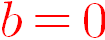 b = 0